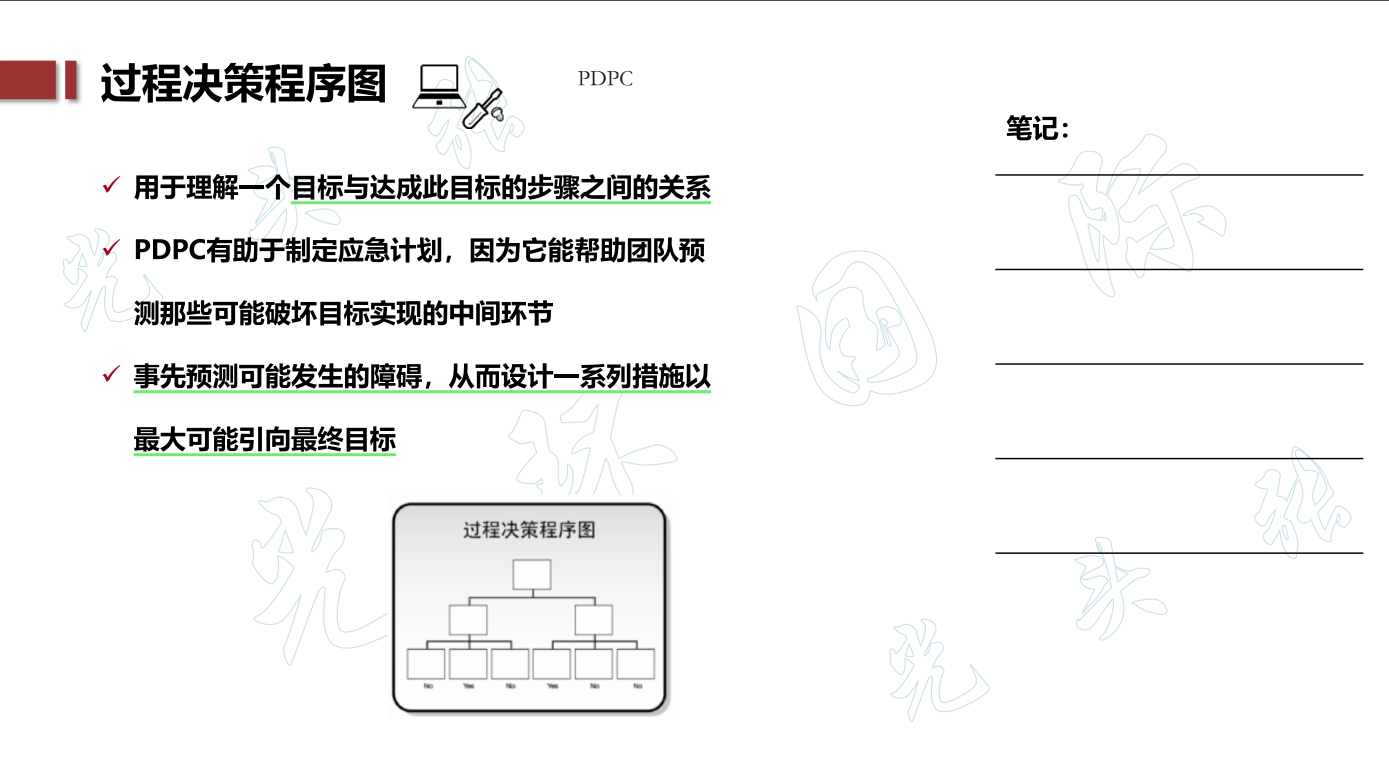 过程决策程序图
PDPC
笔记：
用于理解一个目标与达成此目标的步骤之间的关系
PDPC有助于制定应急计划，因为它能帮助团队预
测那些可能破坏目标实现的中间环节
事先预测可能发生的障碍，从而设计一系列措施以
最大可能引向最终目标
过程决策程序图
No Yes No Yes No No